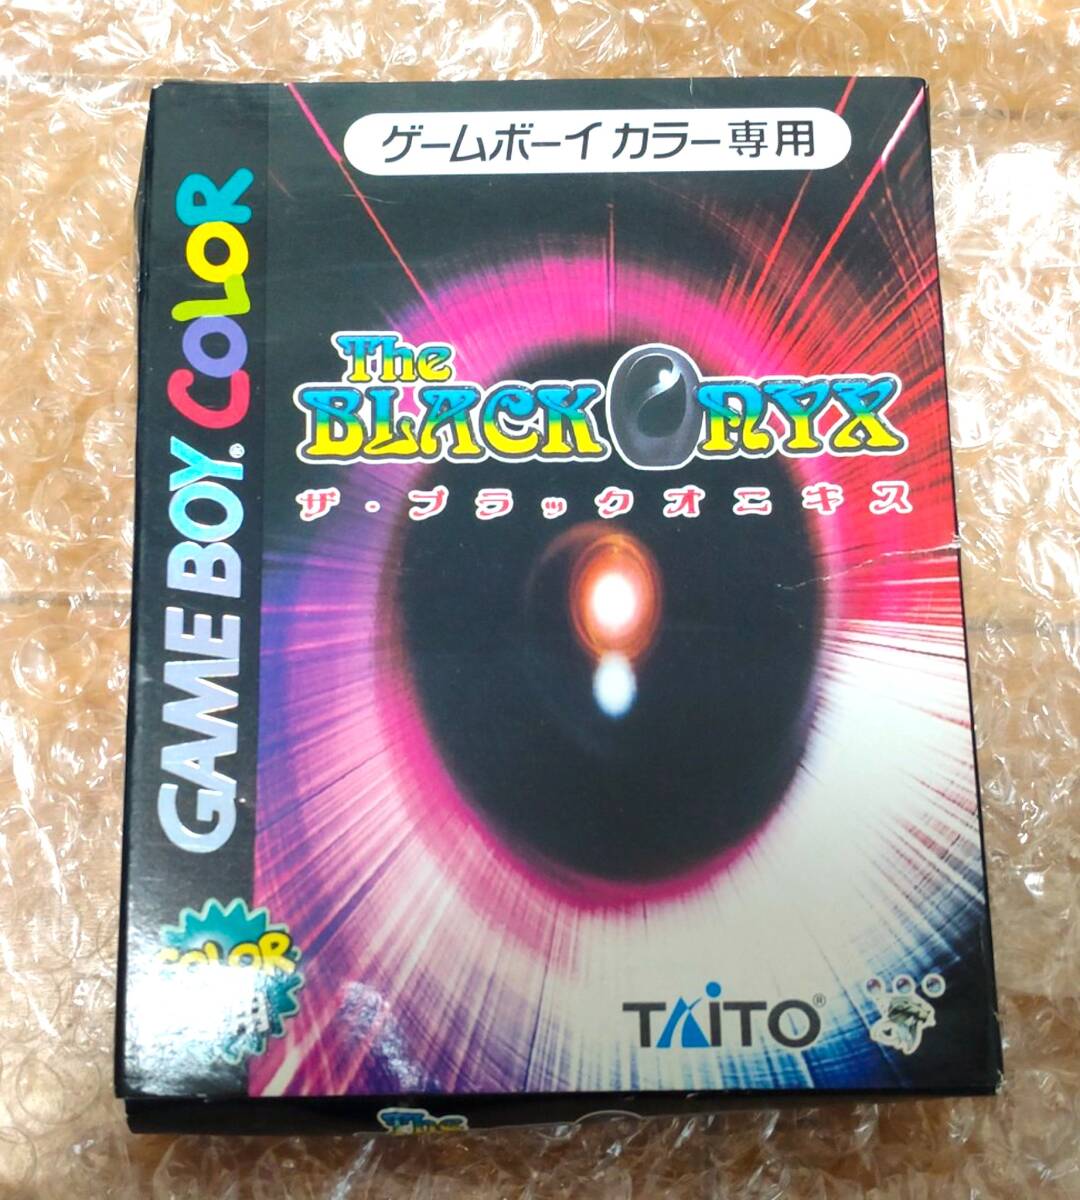 ゲームボーイ カラー専用
GAME BOY® COLOR
The
BLACK ONYX
ザ・ブラックオニキス
COLOR
TAITO®
The